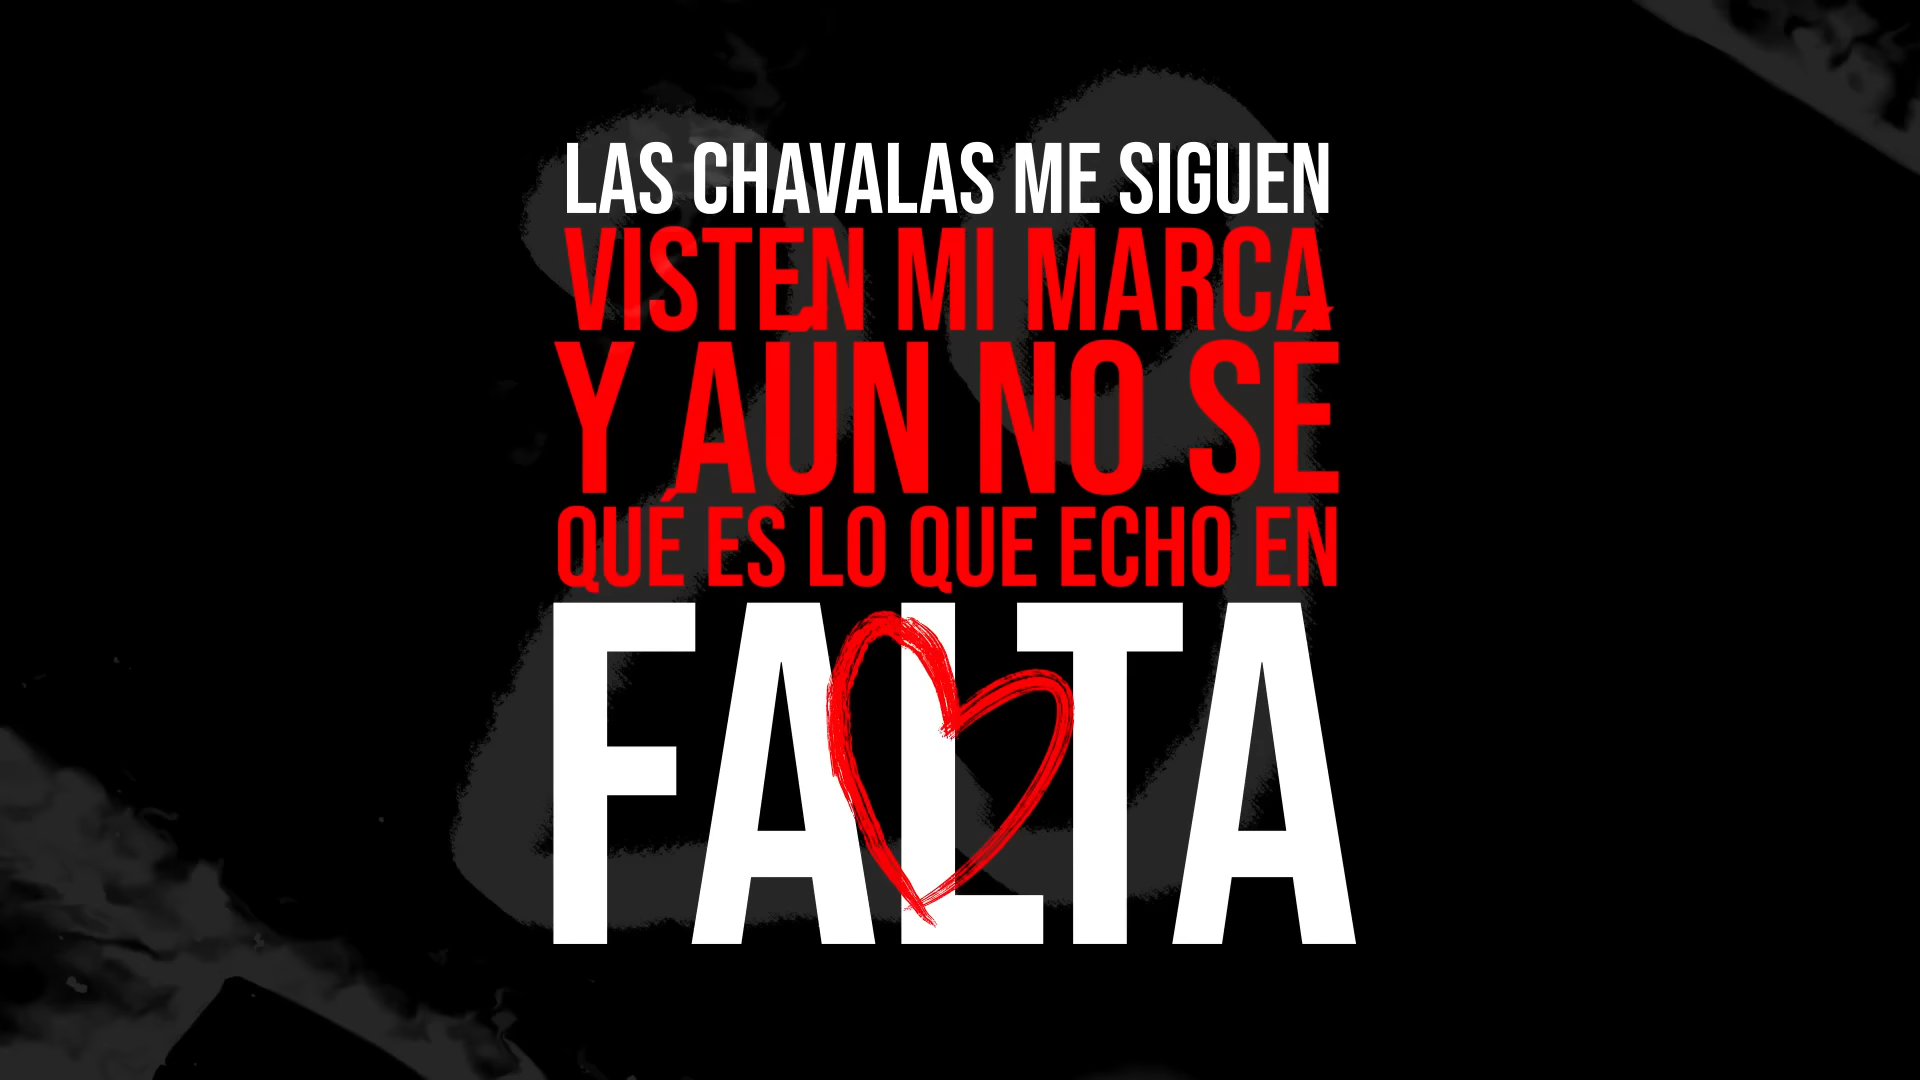 LAS CHAVALAS ME SIGUEN
VISTEN MI MARCA
Y AÚN NO SÉ
QUÉ ES LO QUE ECHO EN
FALTA